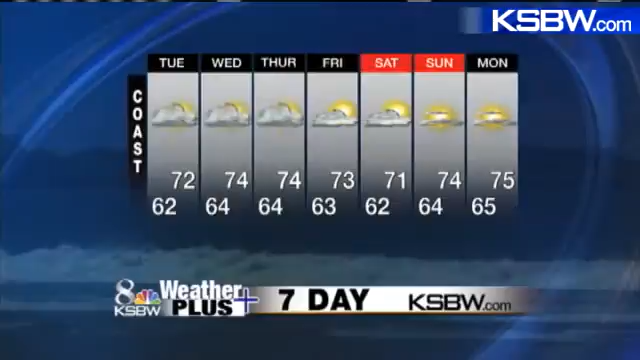 KSBW.com
TUE WED THUR FRI SAT SUN MON
COAST
72 74 74 73 71 74 75
62 64 64 63 62 64 65
8 Weather
KSBW PLUS+ 7 DAY KSBW.com